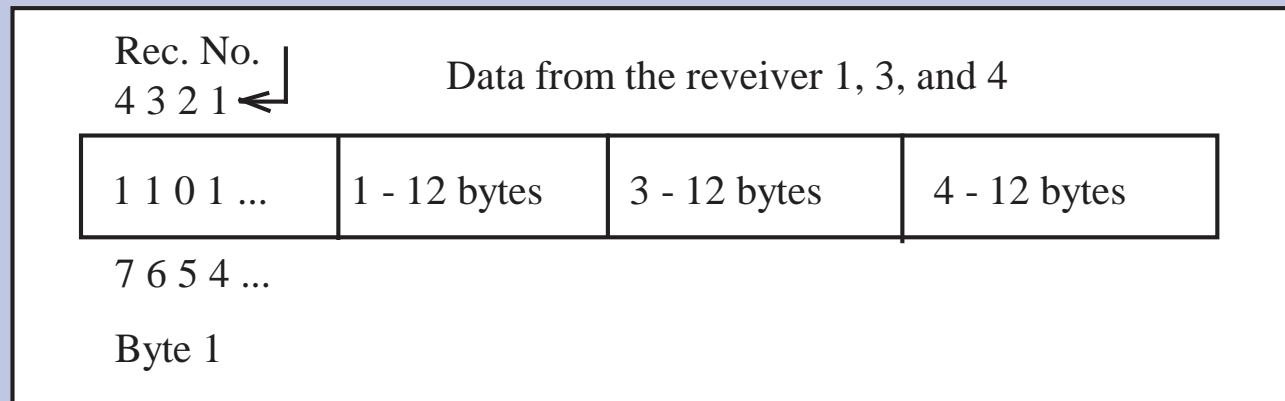 Rec. No.
4 3 2 1
Data from the reveiver 1, 3, and 4
1 1 0 1 ...
1 - 12 bytes
3 - 12 bytes
4 - 12 bytes
7 6 5 4 ...
Byte 1